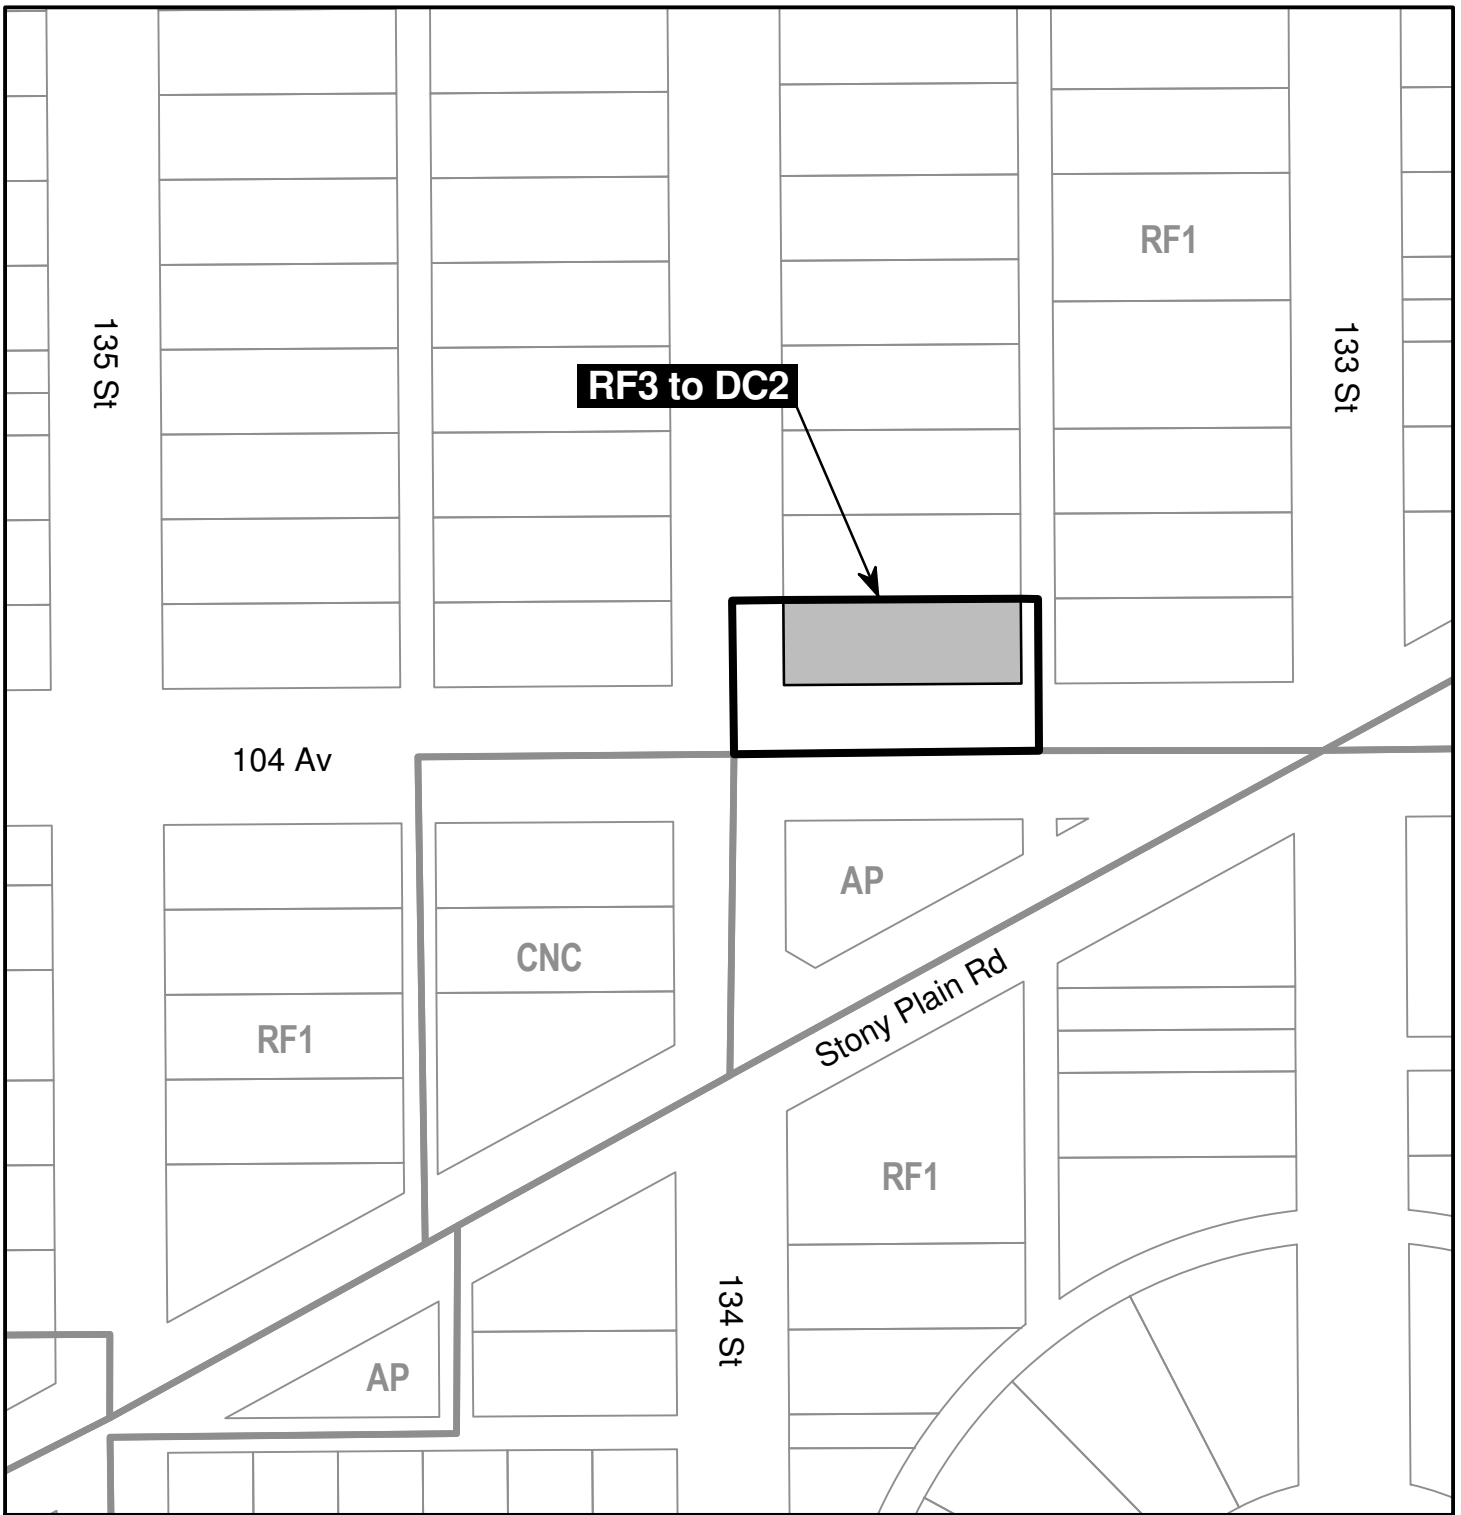 RF1
135 St
133 St
RF3 to DC2
104 Av
AP
CNC
Stony Plain Rd
RF1
RF1
134 St
AP